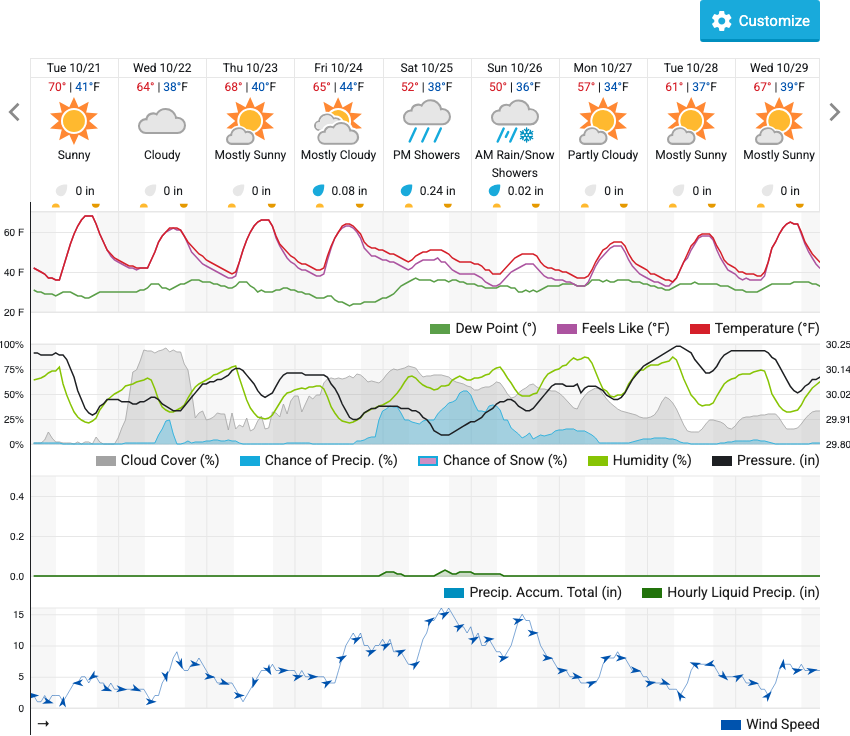 Customize
Tue 10/21 Wed 10/22 Thu 10/23 Fri 10/24 Sat 10/25 Sun 10/26 Mon 10/27 Tue 10/28 Wed 10/29
70° | 41°F 64° | 38°F 68° | 40°F 65° | 44°F 52° | 38°F 50° | 36°F 57° | 34°F 61° | 37°F 67° | 39°F
Sunny Cloudy Mostly Sunny Mostly Cloudy PM Showers AM Rain/Snow Partly Cloudy Mostly Sunny Mostly Sunny
Showers
0 in 0 in 0 in 0.08 in 0.24 in 0.02 in 0 in 0 in 0 in
60 F
40 F
20 F
Dew Point (°) Feels Like (°F) Temperature (°F)
100% 30.25
75% 30.14
50% 30.02
25% 29.91
0% 29.80
Cloud Cover (%) Chance of Precip. (%) Chance of Snow (%) Humidity (%) Pressure. (in)
0.4
0.2
0.0
Precip. Accum. Total (in) Hourly Liquid Precip. (in)
15
10
5
0
Wind Speed